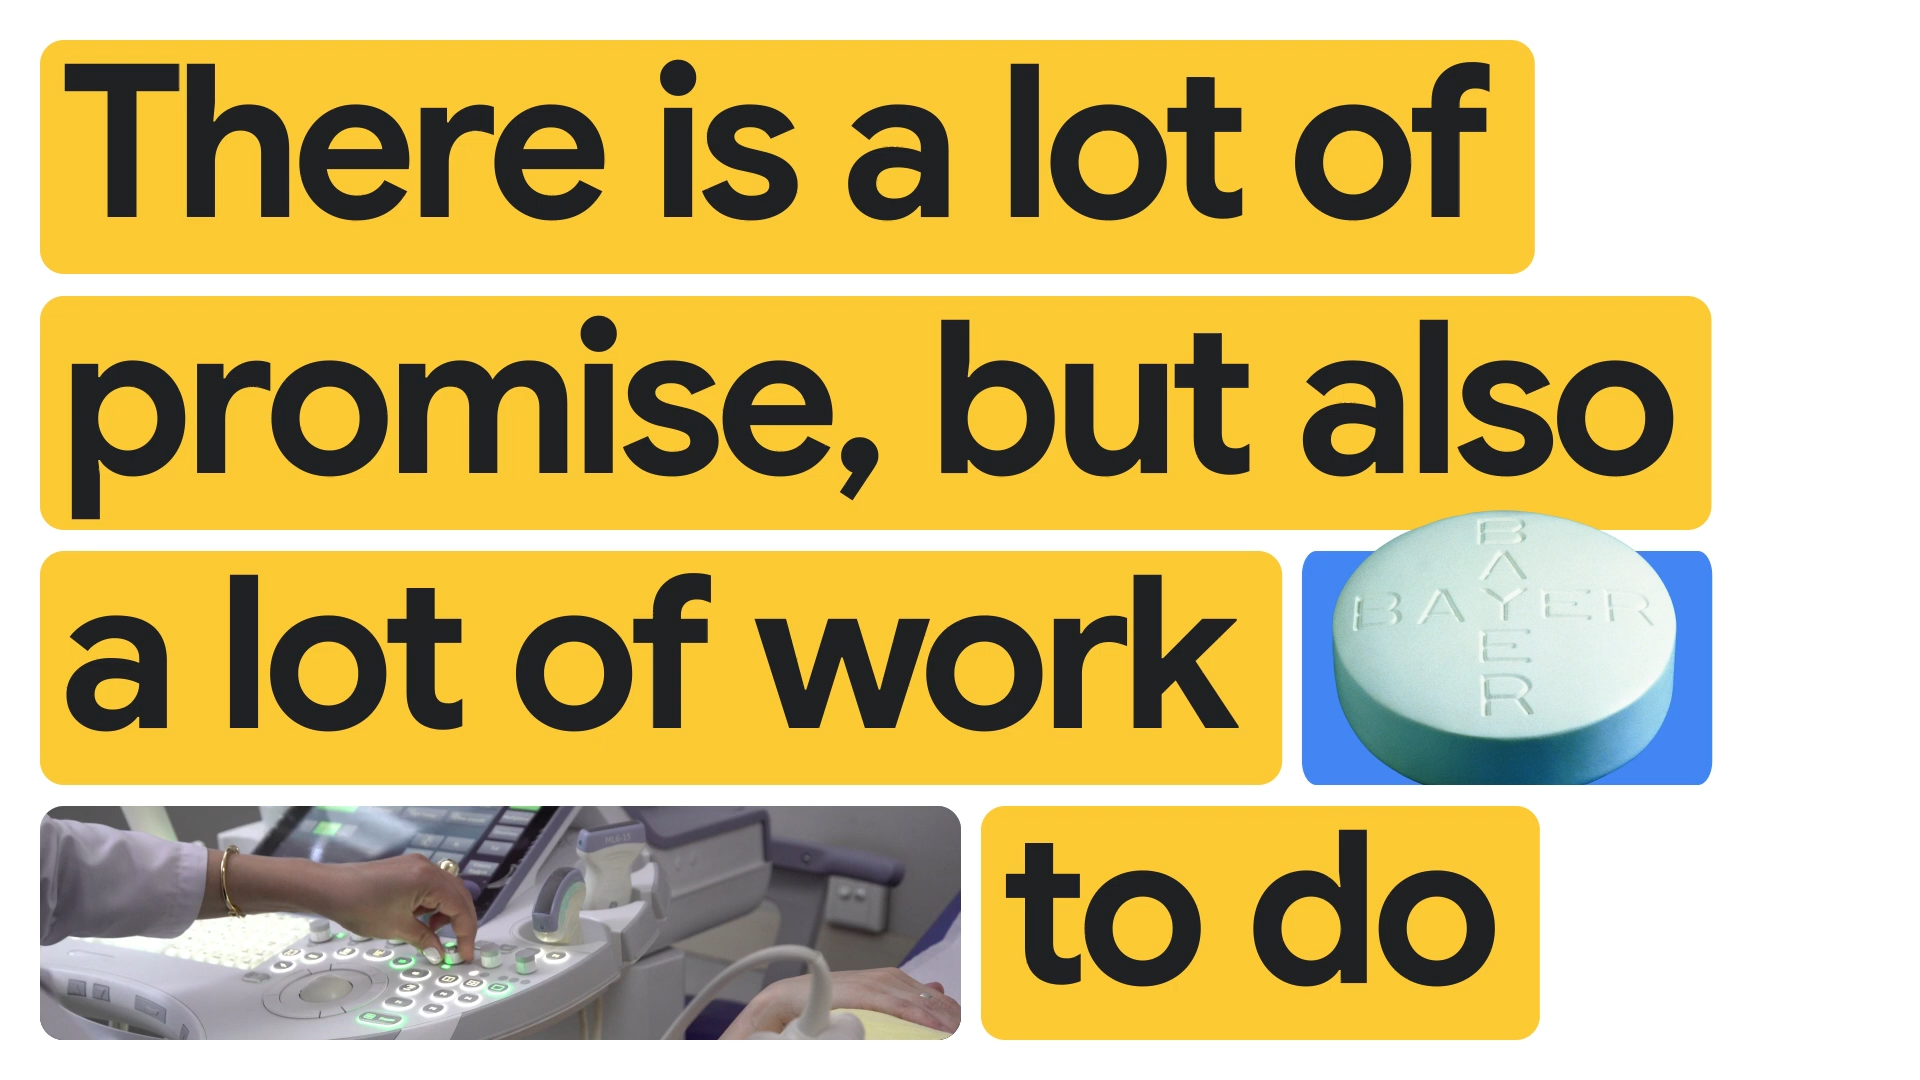 There is a lot of
promise, but also
a lot of work
BAYER
BAYER
to do